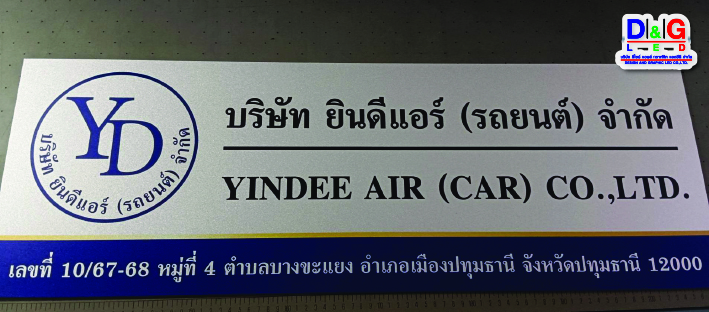 D&G
LED
YD
บริษัท ยินดีแอร์ (รถยนต์) จำกัด
บริษัท ยินดีแอร์ (รถยนต์) จำกัด
YINDEE AIR (CAR) CO.,LTD.
เลขที่ 10/67-68 หมู่ที่ 4 ตำบลบางขะแยง อำเภอเมืองปทุมธานี จังหวัดปทุมธานี 12000